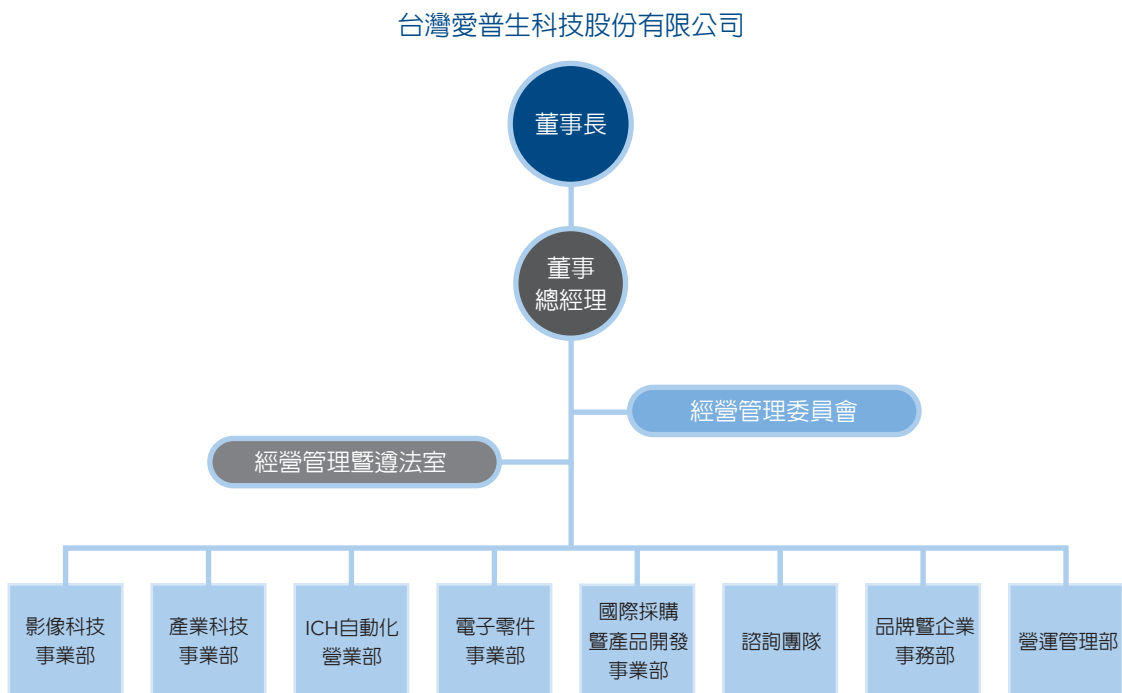 台灣愛普生科技股份有限公司
董事長
董事
總經理
經營管理委員會
經營管理暨遵法室
影像科技
事業部
產業科技
事業部
ICH自動化
營業部
電子零件
事業部
國際採購
暨產品開發
事業部
諮詢團隊
品牌暨企業
事務部
營運管理部